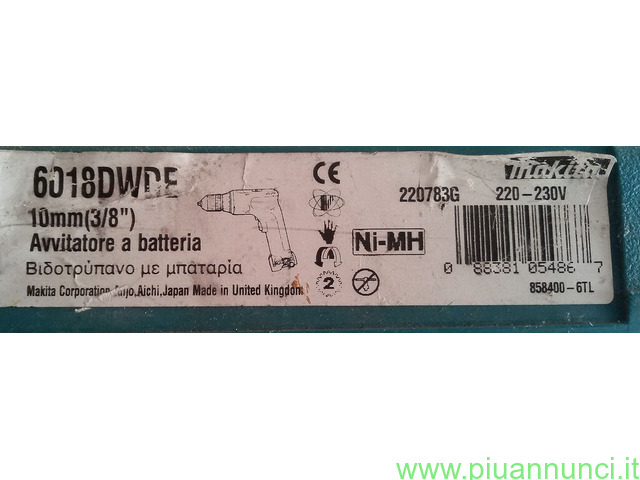 6018DWDE
10mm(3/8")
Avvitatore a batteria
Βιδοτρύπανο με μπαταρία
Makita Corporation Anjo,Aichi,Japan Made in United Kingdom
CE
2
Ni-MH
makita
220783G 220-230V
0 88381 05486 7
858400-6TL
www.piuannunci.it